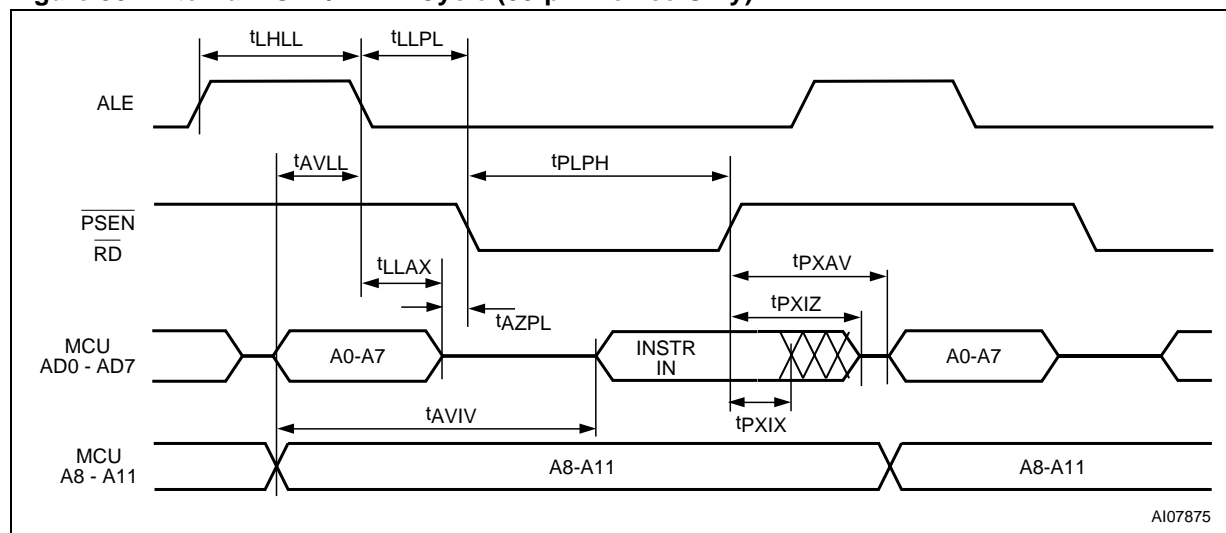 tLHLL
tLLPL
ALE
tAVLL
tPLPH
PSEN
RD
tLLAX
tPXAV
tPXIZ
tAZPL
MCU
AD0 - AD7
A0-A7
INSTR
IN
A0-A7
tAVIV
tPXIX
MCU
A8 - A11
A8-A11
A8-A11
AI07875